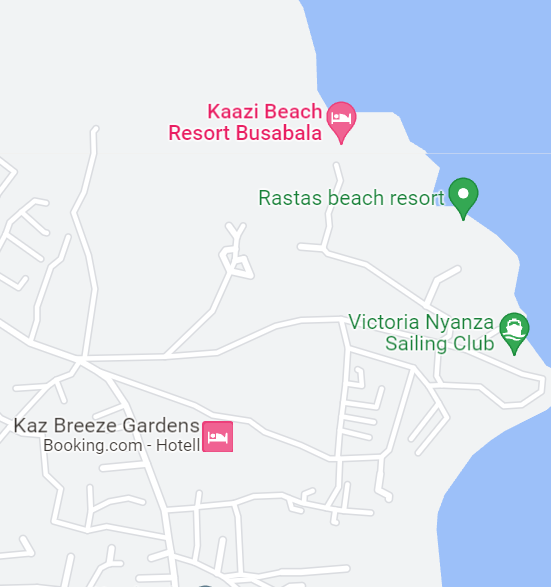 Kaazi Beach
Resort Busabala
Rastas beach resort
Victoria Nyanza
Sailing Club
Kaz Breeze Gardens
Booking.com - Hotell